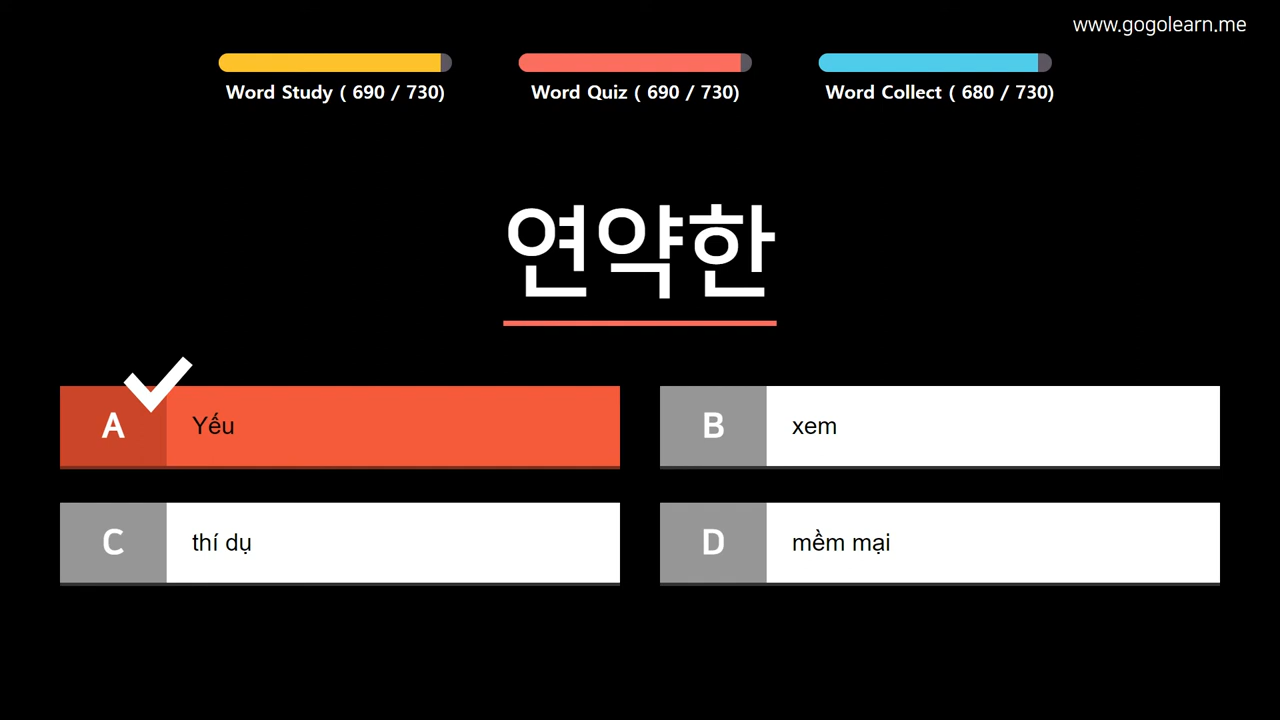 www.gogolearn.me
Word Study ( 690 / 730)
Word Quiz ( 690 / 730)
Word Collect ( 680 / 730)
연약한
A
Yếu
B
xem
C
thí dụ
D
mềm mại